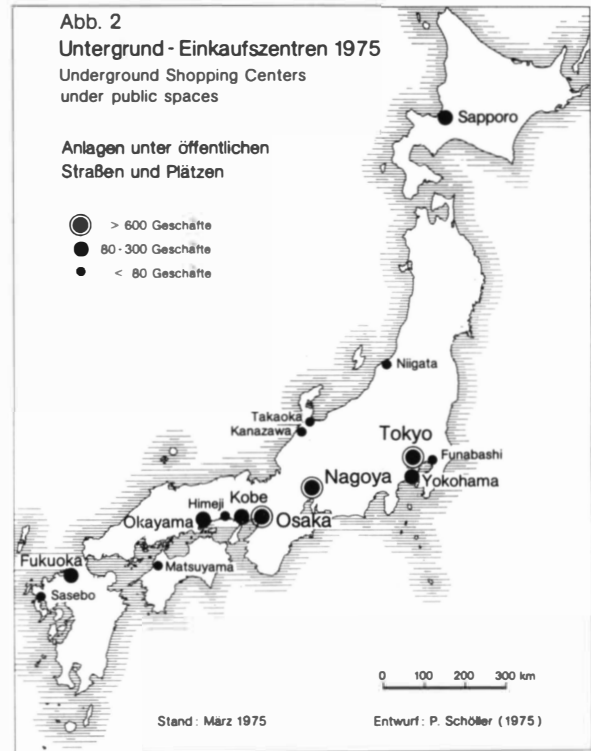 Abb. 2
Untergrund - Einkaufszentren 1975
Underground Shopping Centers
under public spaces
Anlagen unter öffentlichen
Straßen und Plätzen
> 600 Geschäfte
80-300 Geschäfte
< 80 Geschäfte
Sapporo
Niigata
Takaoka
Kanazawa
Tokyo
Funabashi
Yokohama
Nagoya
Himeji
Kobe
Okayama
Osaka
Fukuoka
Matsuyama
Sasebo
0 100 200 300 km
Stand : März 1975
Entwurf : P. Schöller (1975)